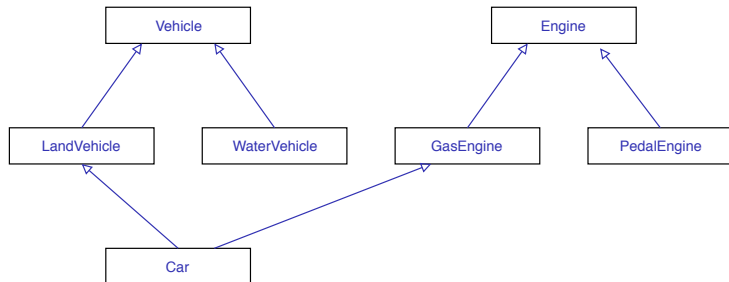 Vehicle
Engine
LandVehicle
WaterVehicle
GasEngine
PedalEngine
Car